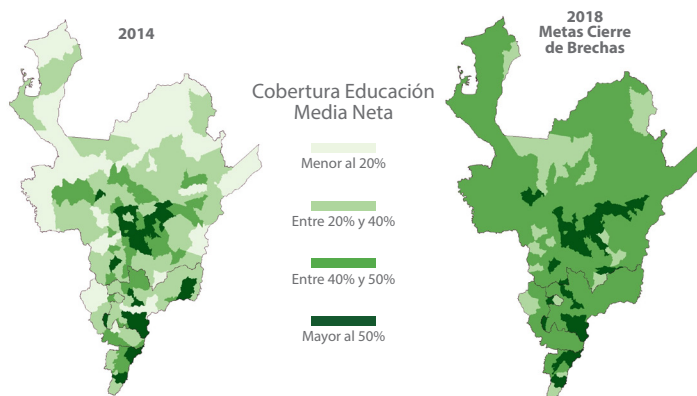 2014
2018
Metas Cierre
de Brechas
Cobertura Educación
Media Neta
Menor al 20%
Entre 20% y 40%
Entre 40% y 50%
Mayor al 50%